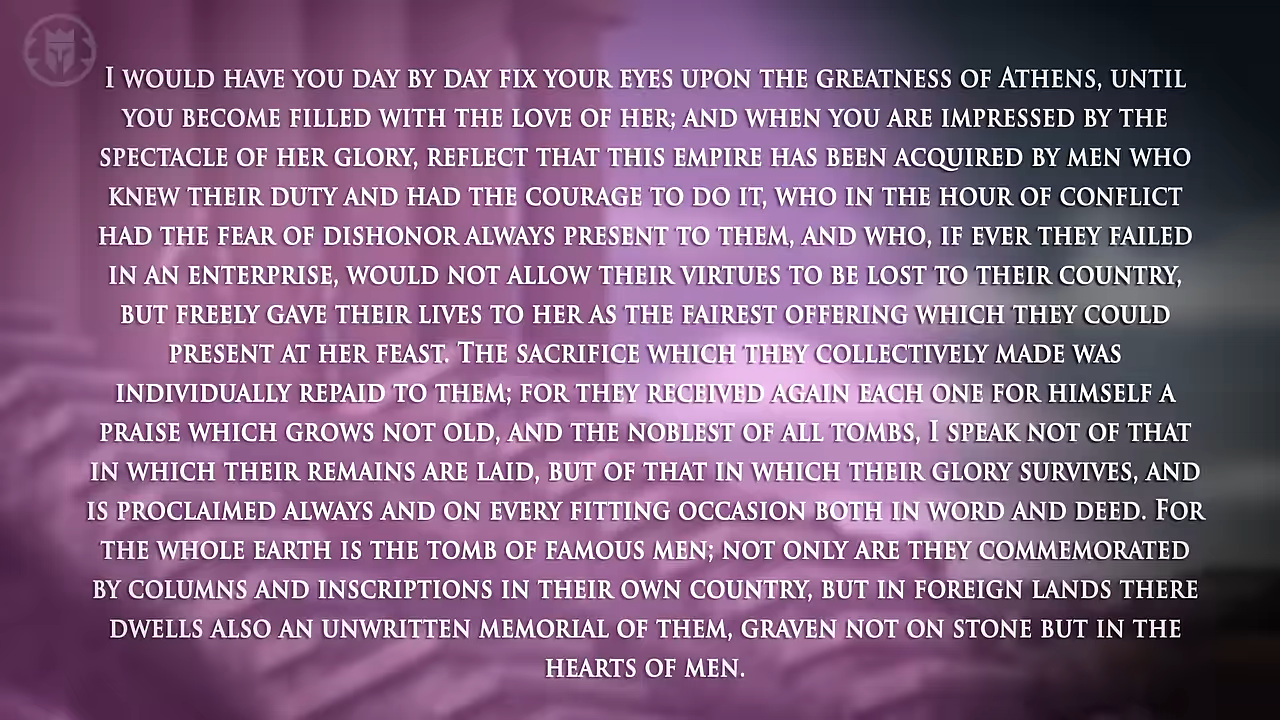 I WOULD HAVE YOU DAY BY DAY FIX YOUR EYES UPON THE GREATNESS OF ATHENS, UNTIL
YOU BECOME FILLED WITH THE LOVE OF HER; AND WHEN YOU ARE IMPRESSED BY THE
SPECTACLE OF HER GLORY, REFLECT THAT THIS EMPIRE HAS BEEN ACQUIRED BY MEN WHO
KNEW THEIR DUTY AND HAD THE COURAGE TO DO IT, WHO IN THE HOUR OF CONFLICT
HAD THE FEAR OF DISHONOR ALWAYS PRESENT TO THEM, AND WHO, IF EVER THEY FAILED
IN AN ENTERPRISE, WOULD NOT ALLOW THEIR VIRTUES TO BE LOST TO THEIR COUNTRY,
BUT FREELY GAVE THEIR LIVES TO HER AS THE FAIREST OFFERING WHICH THEY COULD
PRESENT AT HER FEAST. THE SACRIFICE WHICH THEY COLLECTIVELY MADE WAS
INDIVIDUALLY REPAID TO THEM; FOR THEY RECEIVED AGAIN EACH ONE FOR HIMSELF A
PRAISE WHICH GROWS NOT OLD, AND THE NOBLEST OF ALL TOMBS, I SPEAK NOT OF THAT
IN WHICH THEIR REMAINS ARE LAID, BUT OF THAT IN WHICH THEIR GLORY SURVIVES, AND
IS PROCLAIMED ALWAYS AND ON EVERY FITTING OCCASION BOTH IN WORD AND DEED. FOR
THE WHOLE EARTH IS THE TOMB OF FAMOUS MEN; NOT ONLY ARE THEY COMMEMORATED
BY COLUMNS AND INSCRIPTIONS IN THEIR OWN COUNTRY, BUT IN FOREIGN LANDS THERE
DWELLS ALSO AN UNWRITTEN MEMORIAL OF THEM, GRAVEN NOT ON STONE BUT IN THE
HEARTS OF MEN.